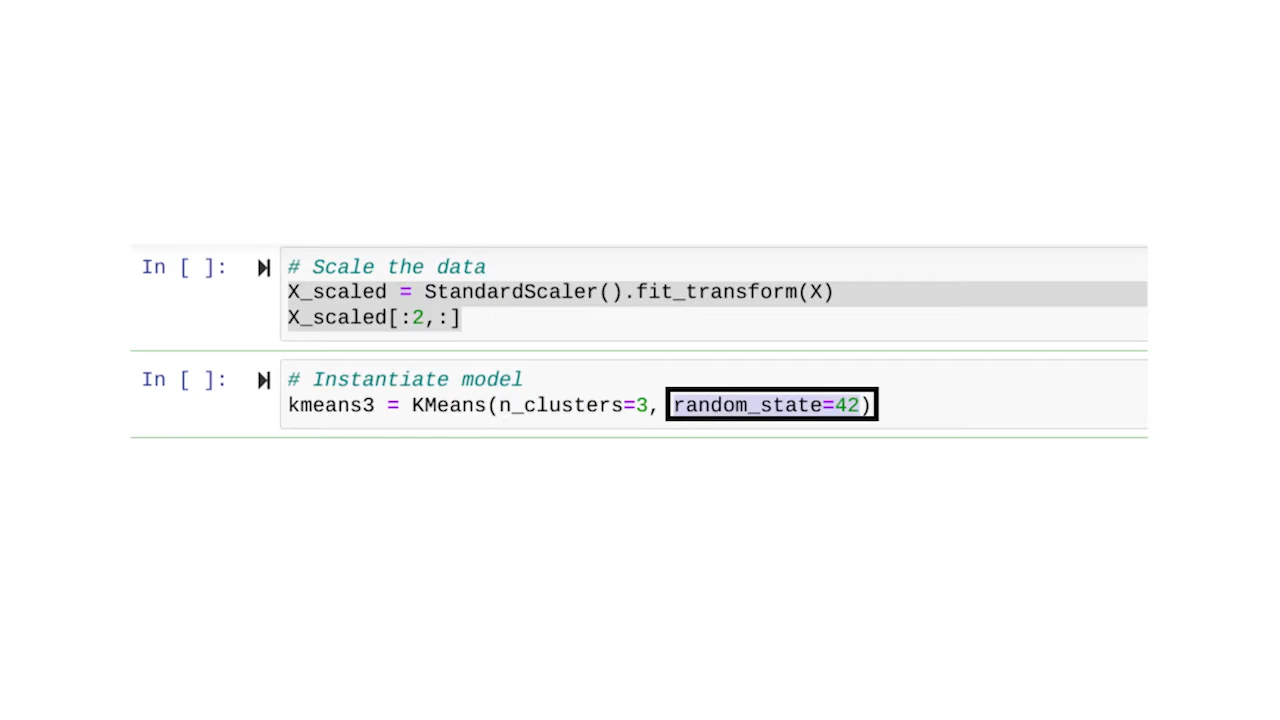 In [ ]: # Scale the data
X_scaled = StandardScaler().fit_transform(X)
X_scaled[:2,:]
In [ ]: # Instantiate model
kmeans3 = KMeans(n_clusters=3, random_state=42)